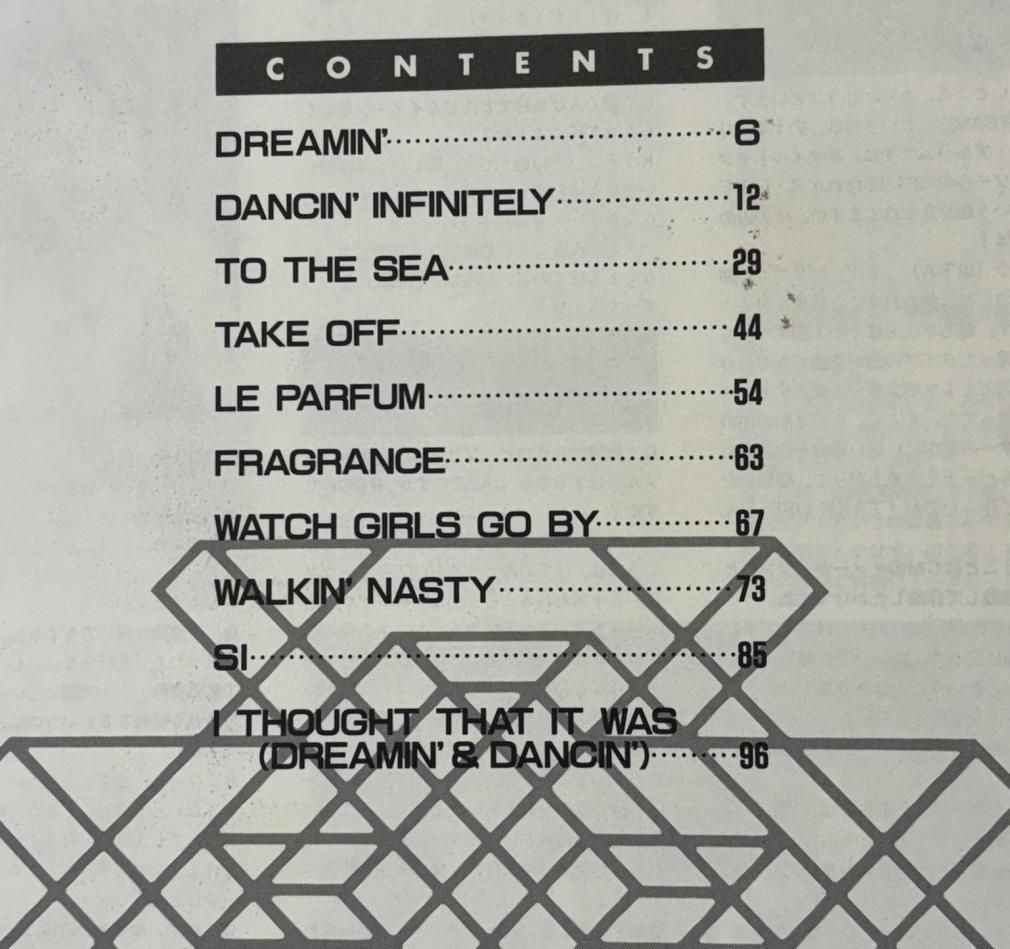 CONTENTS
DREAMIN'··················6
DANCIN' INFINITELY··················12
TO THE SEA··················29
TAKE OFF··················44
LE PARFUM··················54
FRAGRANCE··················63
WATCH GIRLS GO BY··················67
WALKIN' NASTY··················73
SI··················85
I THOUGHT THAT IT WAS
(DREAMIN' & DANCIN')········96